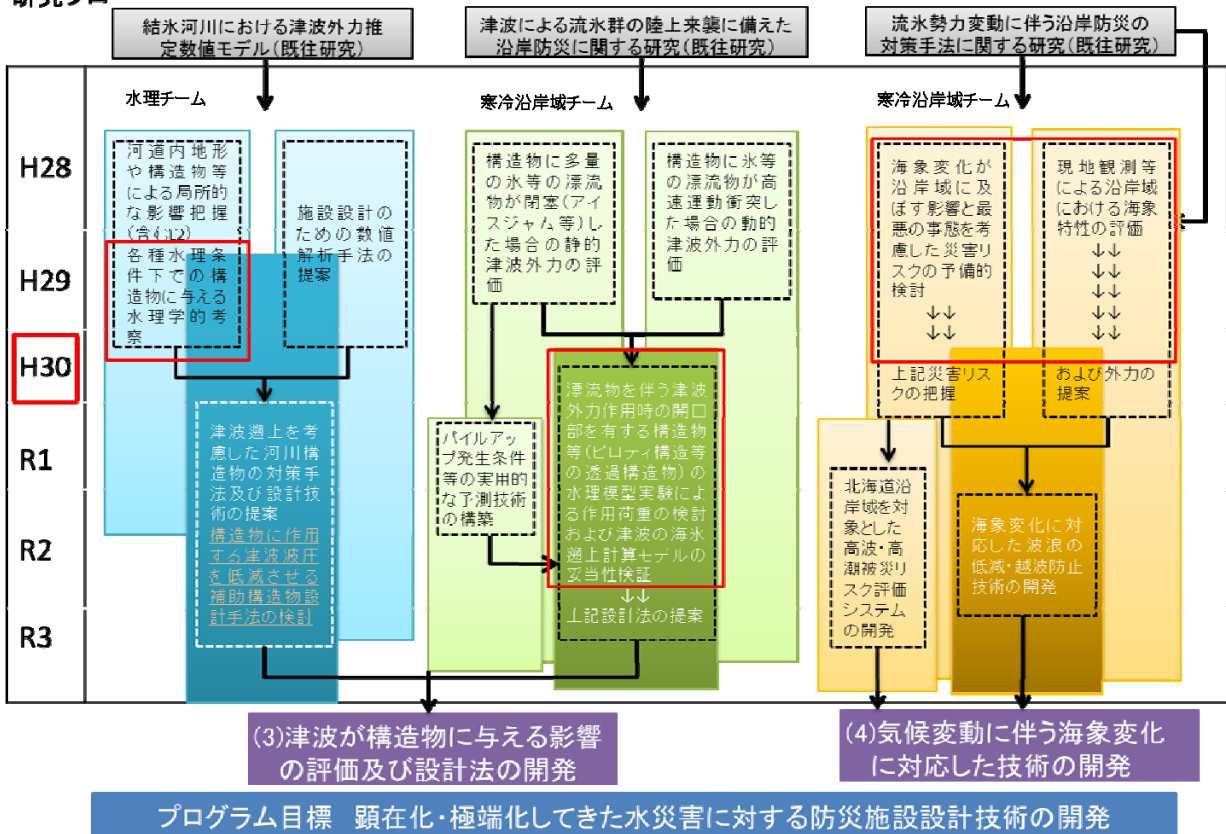 研究フロー
結氷河川における津波外力推
定数値モデル(既往研究)
津波による流氷群の陸上来襲に備えた
沿岸防災に関する研究(既往研究)
流氷勢力変動に伴う沿岸防災の
対策手法に関する研究(既往研究)
水理チーム
寒冷沿岸域チーム
寒冷沿岸域チーム
H28
H29
H30
R1
R2
R3
河道内地形
や構造物等
による局所的
な影響把握
(含むL2)
各種水理条
件下での構
造物に与える
水理学的考
察
施設設計の
ための数値
解析手法の
提案
津波遡上を考
慮した河川構
造物の対策手
法及び設計技
術の提案
構造物に作用
する津波波圧
を低減させる
補助構造物設
計手法の検討
構造物に多量
の氷等の漂流
物が閉塞(アイ
スジャム等)し
た場合の静的
津波外力の評
価
構造物に氷等
の漂流物が高
速運動衝突し
た場合の動的
津波外力の評
価
パイルアッ
プ発生条件
等の実用的
な予測技術
の構築
漂流物を伴う津波
外力作用時の開口
部を有する構造物
等(ピロティ構造等
の透過構造物)の
水理模型実験によ
る作用荷重の検討
および津波の海氷
遡上計算モデルの
妥当性検証
↓↓
上記設計法の提案
海象変化が
沿岸域に及
ぼす影響と最
悪の事態を考
慮した災害リ
スクの予備的
検討
↓↓
↓↓
上記災害リス
クの把握
現地観測等
による沿岸域
における海象
特性の評価
↓↓
↓↓
↓↓
↓↓
↓↓
および外力の
提案
北海道沿
岸域を対
象とした
高波・高
潮被災リ
スク評価
システム
の開発
海象変化に対
応した波浪の
低減・越波防止
技術の開発
(3)津波が構造物に与える影響
の評価及び設計法の開発
(4)気候変動に伴う海象変化
に対応した技術の開発
プログラム目標 顕在化・極端化してきた水災害に対する防災施設設計技術の開発